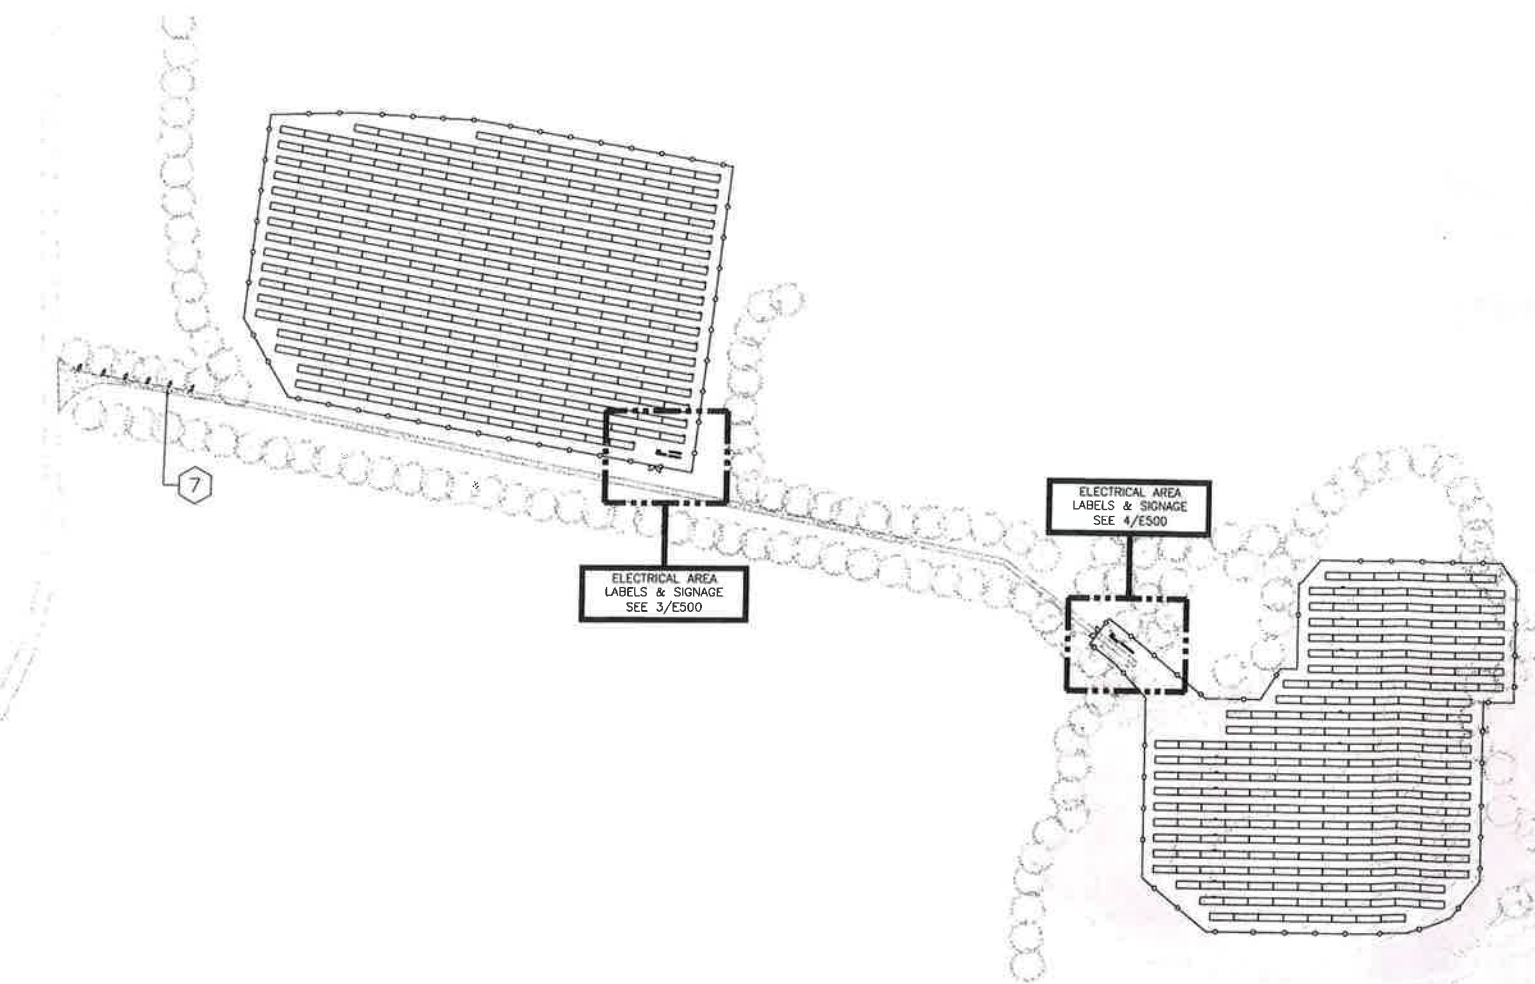 7
ELECTRICAL AREA
LABELS & SIGNAGE
SEE 3/E500
ELECTRICAL AREA
LABELS & SIGNAGE
SEE 4/E500